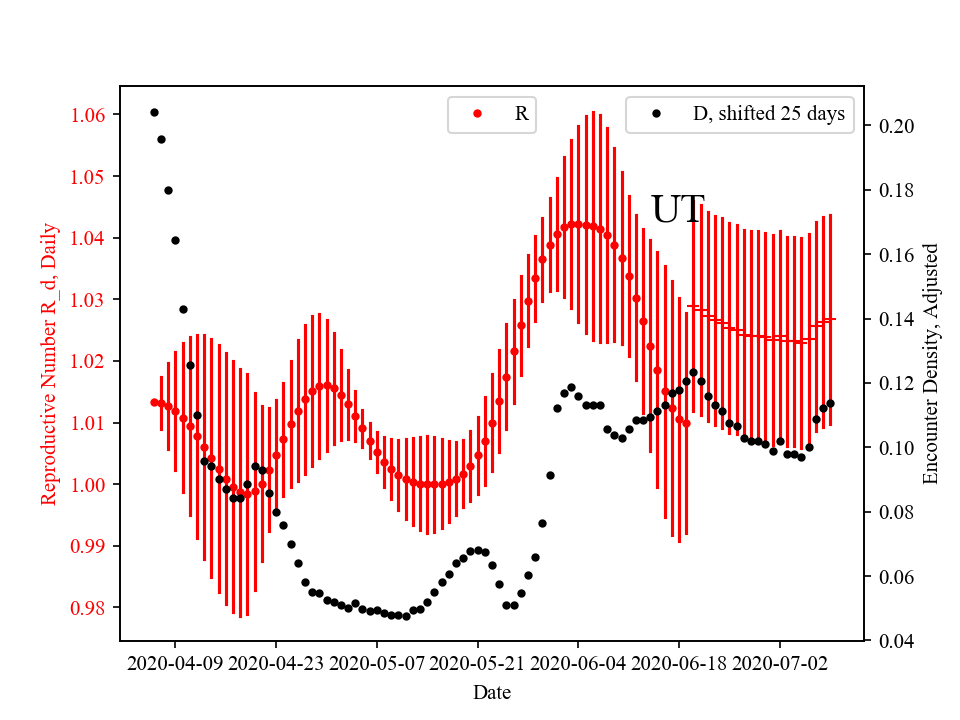 R
D, shifted 25 days
UT
Reproductive Number R_d, Daily
1.06
1.05
1.04
1.03
1.02
1.01
1.00
0.99
0.98
0.20
0.18
0.16
0.14
0.12
0.10
0.08
0.06
0.04
Encounter Density, Adjusted
2020-04-09 2020-04-23 2020-05-07 2020-05-21 2020-06-04 2020-06-18 2020-07-02
Date